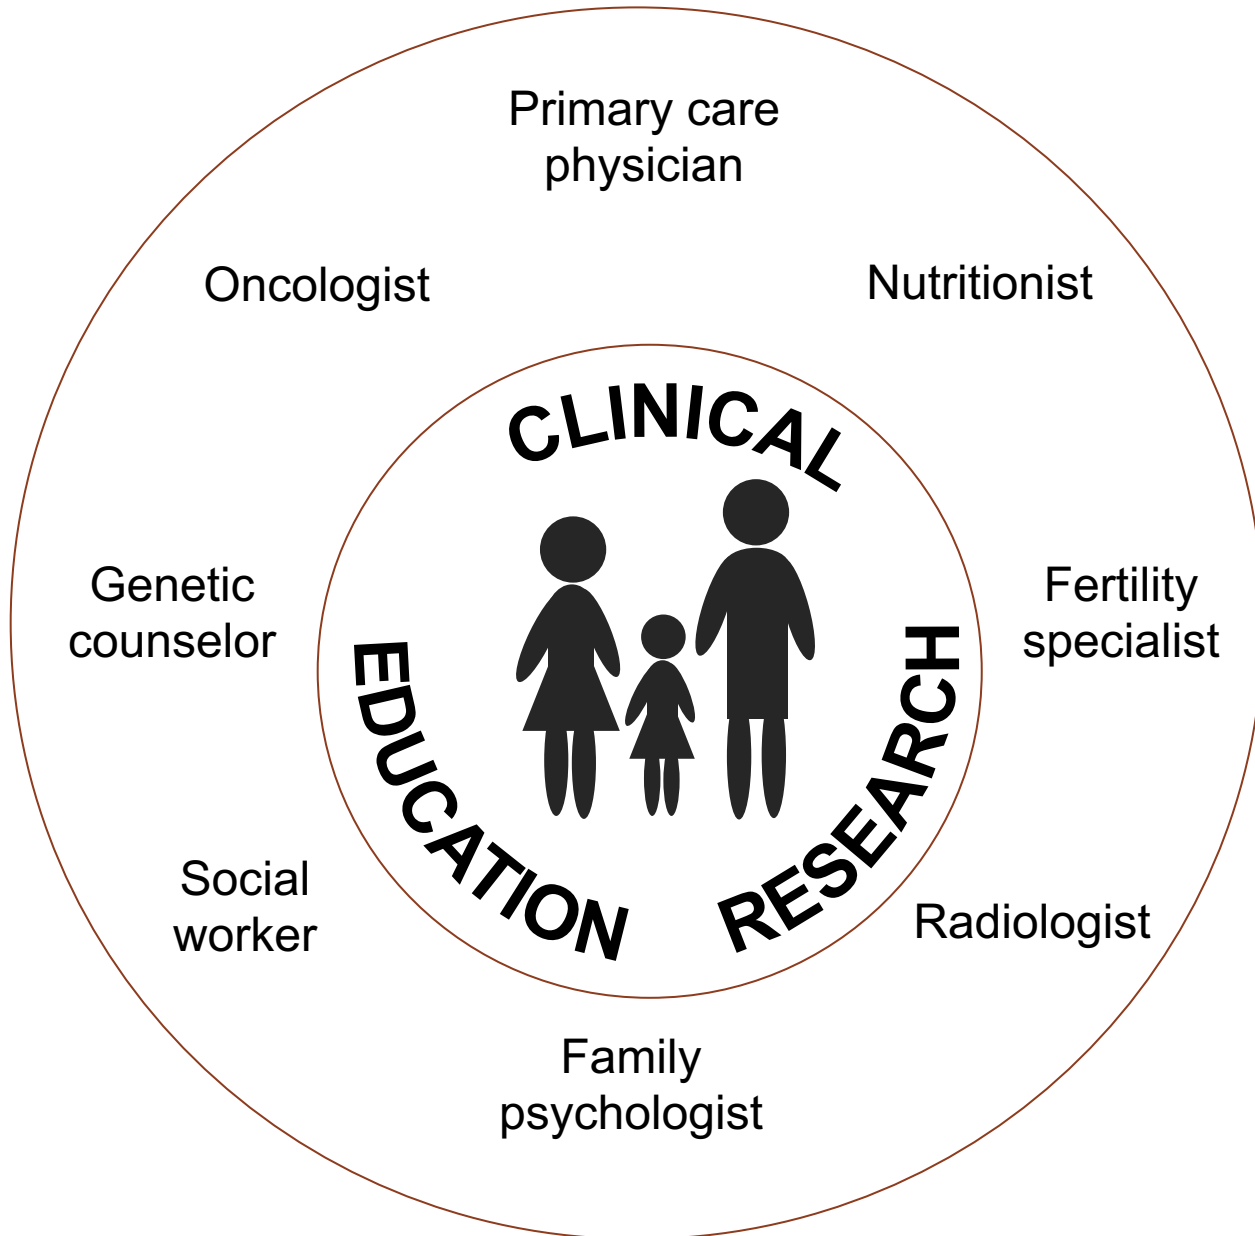 Primary care
physician
Oncologist
Nutritionist
CLINICAL
Genetic
counselor
Fertility
specialist
EDUCATION
RESEARCH
Social
worker
Radiologist
Family
psychologist